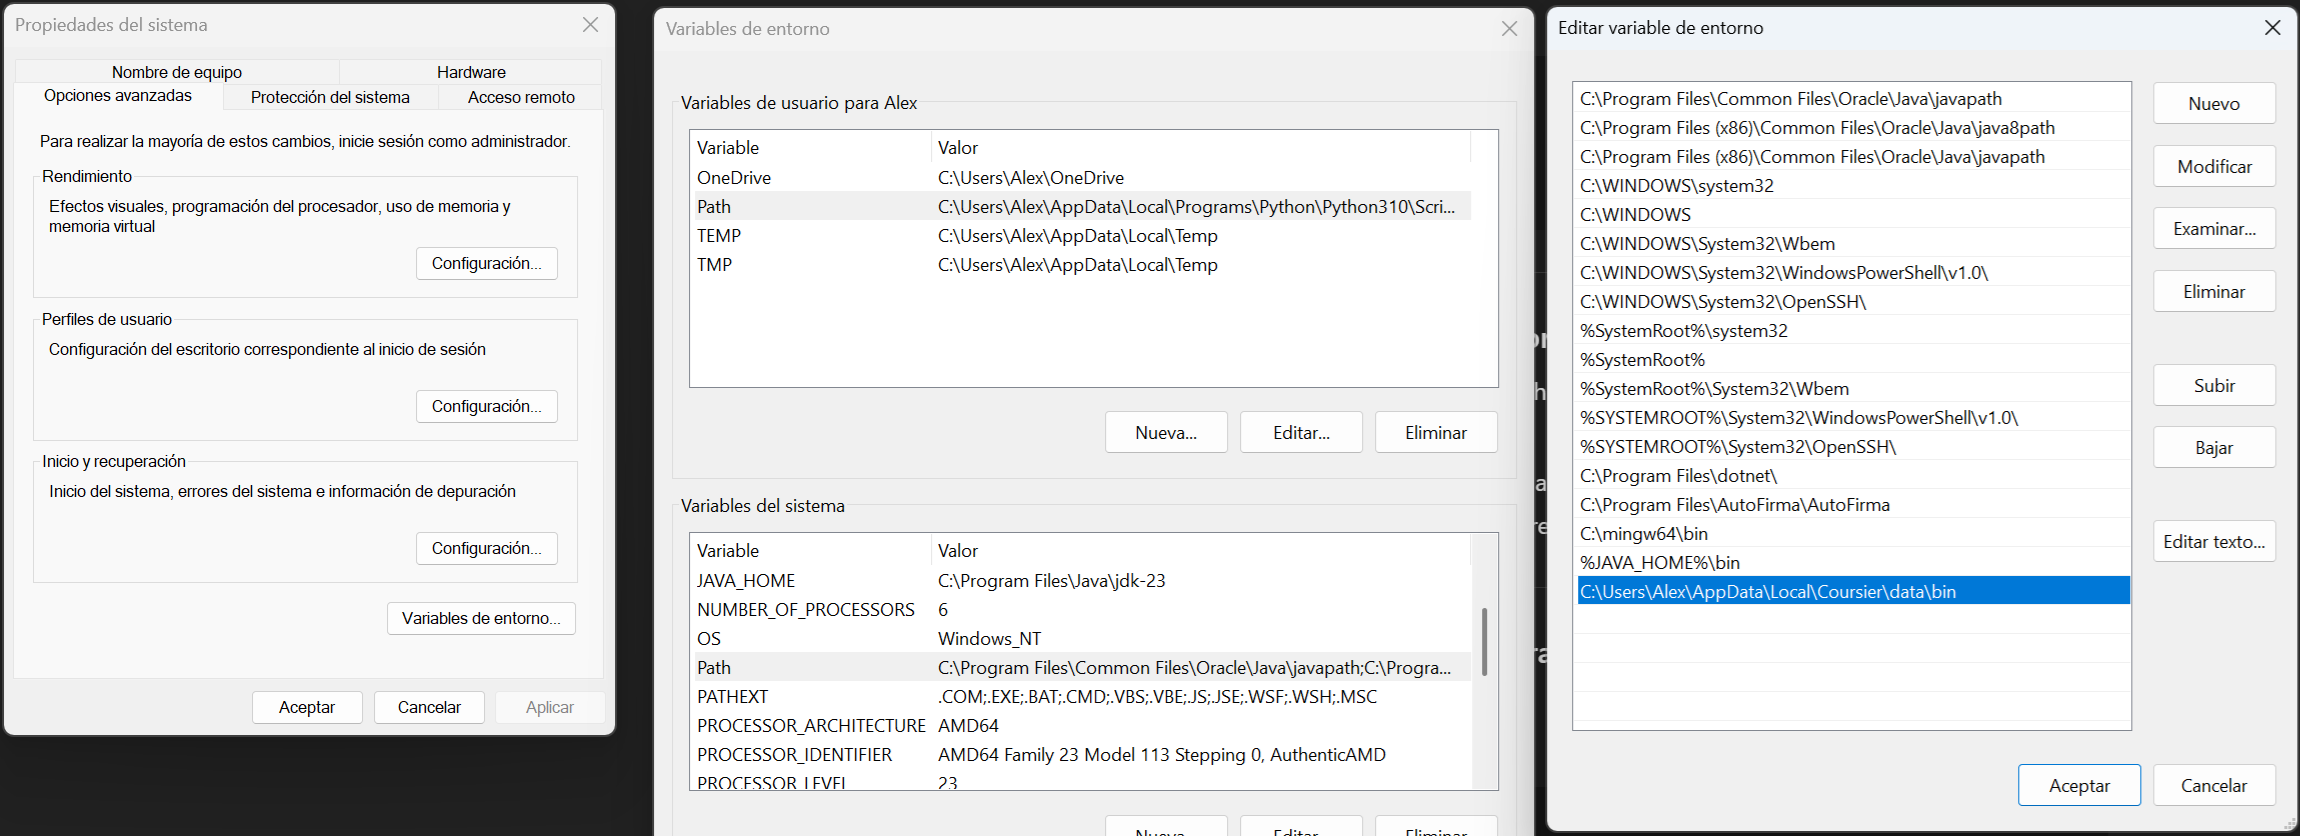 Propiedades del sistema
Nombre de equipo
Hardware
Opciones avanzadas
Protección del sistema
Acceso remoto
Para realizar la mayoría de estos cambios, inicie sesión como administrador.
Rendimiento
Efectos visuales, programación del procesador, uso de memoria y
memoria virtual
Configuración...
Perfiles de usuario
Configuración del escritorio correspondiente al inicio de sesión
Configuración...
Inicio y recuperación
Inicio del sistema, errores del sistema e información de depuración
Configuración...
Variables de entorno...
Aceptar
Cancelar
Aplicar
Variables de entorno
Variables de usuario para Alex
Variable Valor
OneDrive C:\Users\Alex\OneDrive
Path C:\Users\Alex\AppData\Local\Programs\Python\Python310\Scri...
TEMP C:\Users\Alex\AppData\Local\Temp
TMP C:\Users\Alex\AppData\Local\Temp
Nueva...
Editar...
Eliminar
Variables del sistema
Variable Valor
JAVA_HOME C:\Program Files\Java\jdk-23
NUMBER_OF_PROCESSORS 6
OS Windows_NT
Path C:\Program Files\Common Files\Oracle\Java\javapath;C:\Progra...
PATHEXT .COM;.EXE;.BAT;.CMD;.VBS;.VBE;.JS;.JSE;.WSF;.WSH;.MSC
PROCESSOR_ARCHITECTURE AMD64
PROCESSOR_IDENTIFIER AMD64 Family 23 Model 113 Stepping 0, AuthenticAMD
PROCESSOR_LEVEL 23
Nueva...
Editar...
Eliminar
Editar variable de entorno
C:\Program Files\Common Files\Oracle\Java\javapath
C:\Program Files (x86)\Common Files\Oracle\Java\java8path
C:\Program Files (x86)\Common Files\Oracle\Java\javapath
C:\WINDOWS\system32
C:\WINDOWS
C:\WINDOWS\System32\Wbem
C:\WINDOWS\System32\WindowsPowerShell\v1.0\
C:\WINDOWS\System32\OpenSSH\
%SystemRoot%\system32
%SystemRoot%
%SystemRoot%\System32\Wbem
%SYSTEMROOT%\System32\WindowsPowerShell\v1.0\
%SYSTEMROOT%\System32\OpenSSH\
C:\Program Files\dotnet\
C:\Program Files\AutoFirma\AutoFirma
C:\mingw64\bin
%JAVA_HOME%\bin
C:\Users\Alex\AppData\Local\Coursier\data\bin
Nuevo
Modificar
Examinar...
Eliminar
Subir
Bajar
Editar texto...
Aceptar
Cancelar